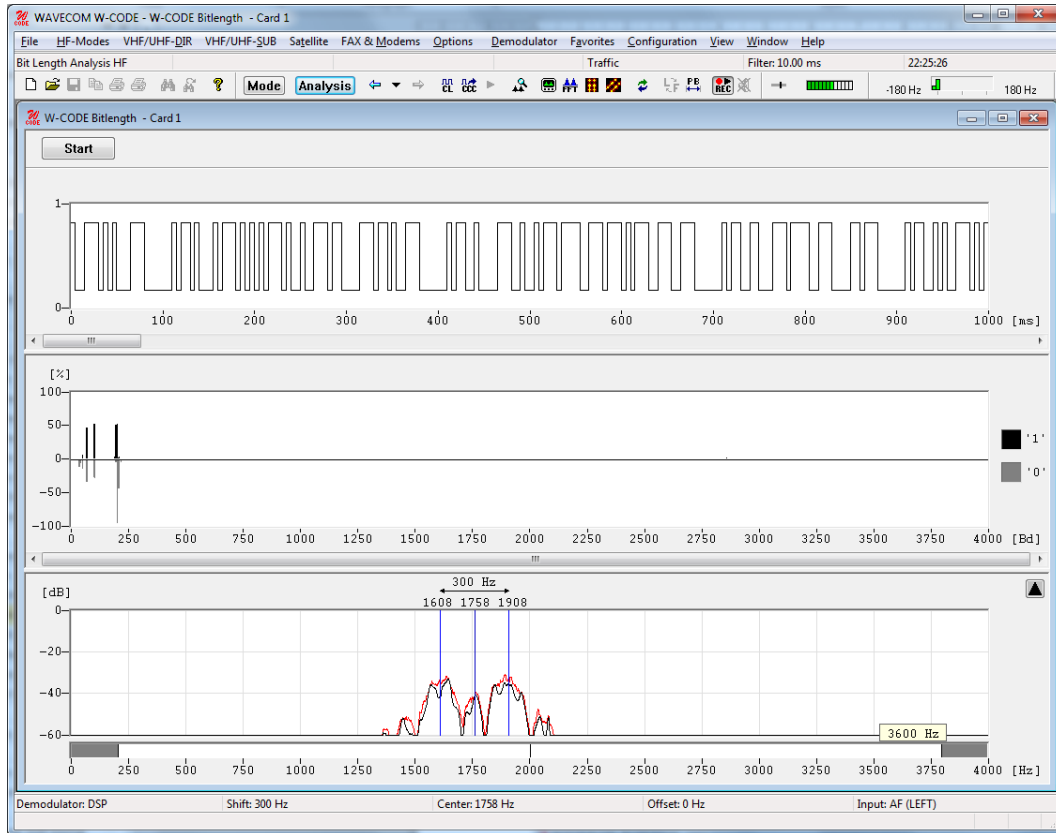 WAVECOM W-CODE - W-CODE Bitlength - Card 1
File HF-Modes VHF/UHF-DIR VHF/UHF-SUB Satellite FAX & Modems Options Demodulator Favorites Configuration View Window Help
Bit Length Analysis HF Traffic Filter: 10.00 ms 22:25:26
Mode Analysis CL CCC L-F PB REC -180 Hz 180 Hz
W-CODE Bitlength - Card 1
Start
1
0
0 100 200 300 400 500 600 700 800 900 1000 [ms]
[%]
100
50
0
-50
-100
'1'
'0'
0 250 500 750 1000 1250 1500 1750 2000 2250 2500 2750 3000 3250 3500 3750 4000 [Bd]
300 Hz
[dB]
1608 1758 1908
0
-20
-40
-60
3600 Hz
0 250 500 750 1000 1250 1500 1750 2000 2250 2500 2750 3000 3250 3500 3750 4000 [Hz]
Demodulator: DSP Shift: 300 Hz Center: 1758 Hz Offset: 0 Hz Input: AF (LEFT)